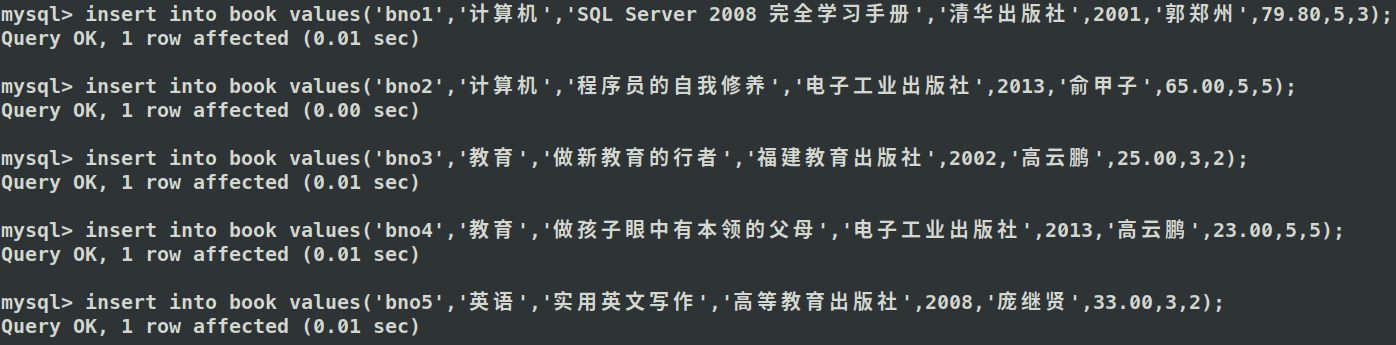 mysql> insert into book values('bno1','计算机','SQL Server 2008 完全学习手册','清华出版社',2001,'郭郑州',79.80,5,3);
Query OK, 1 row affected (0.01 sec)
mysql> insert into book values('bno2','计算机','程序员的自我修养','电子工业出版社',2013,'俞甲子',65.00,5,5);
Query OK, 1 row affected (0.00 sec)
mysql> insert into book values('bno3','教育','做新教育的行者','福建教育出版社',2002,'高云鹏',25.00,3,2);
Query OK, 1 row affected (0.01 sec)
mysql> insert into book values('bno4','教育','做孩子眼中有本领的父母','电子工业出版社',2013,'高云鹏',23.00,5,5);
Query OK, 1 row affected (0.01 sec)
mysql> insert into book values('bno5','英语','实用英文写作','高等教育出版社',2008,'庞继贤',33.00,3,2);
Query OK, 1 row affected (0.01 sec)